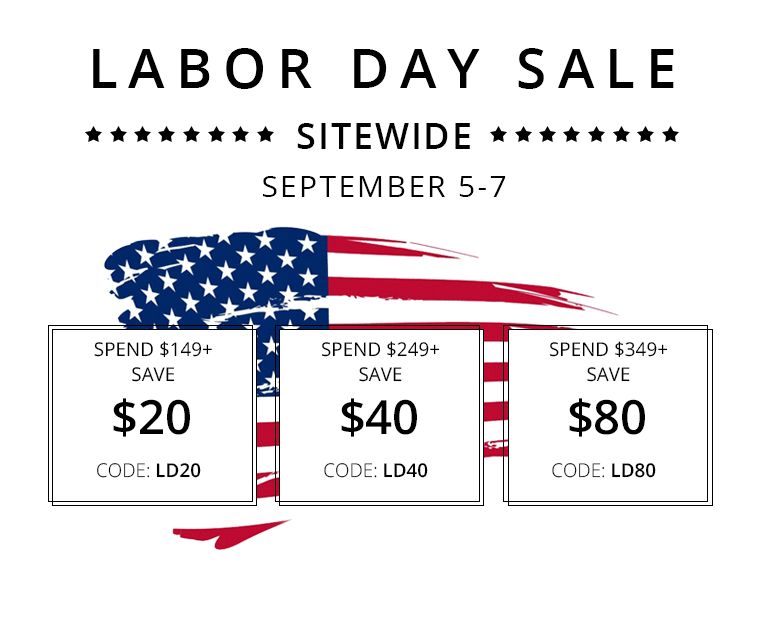 LABOR DAY SALE
SITEWIDE
SEPTEMBER 5-7
SPEND $149+
SAVE
$20
CODE: LD20
SPEND $249+
SAVE
$40
CODE: LD40
SPEND $349+
SAVE
$80
CODE: LD80